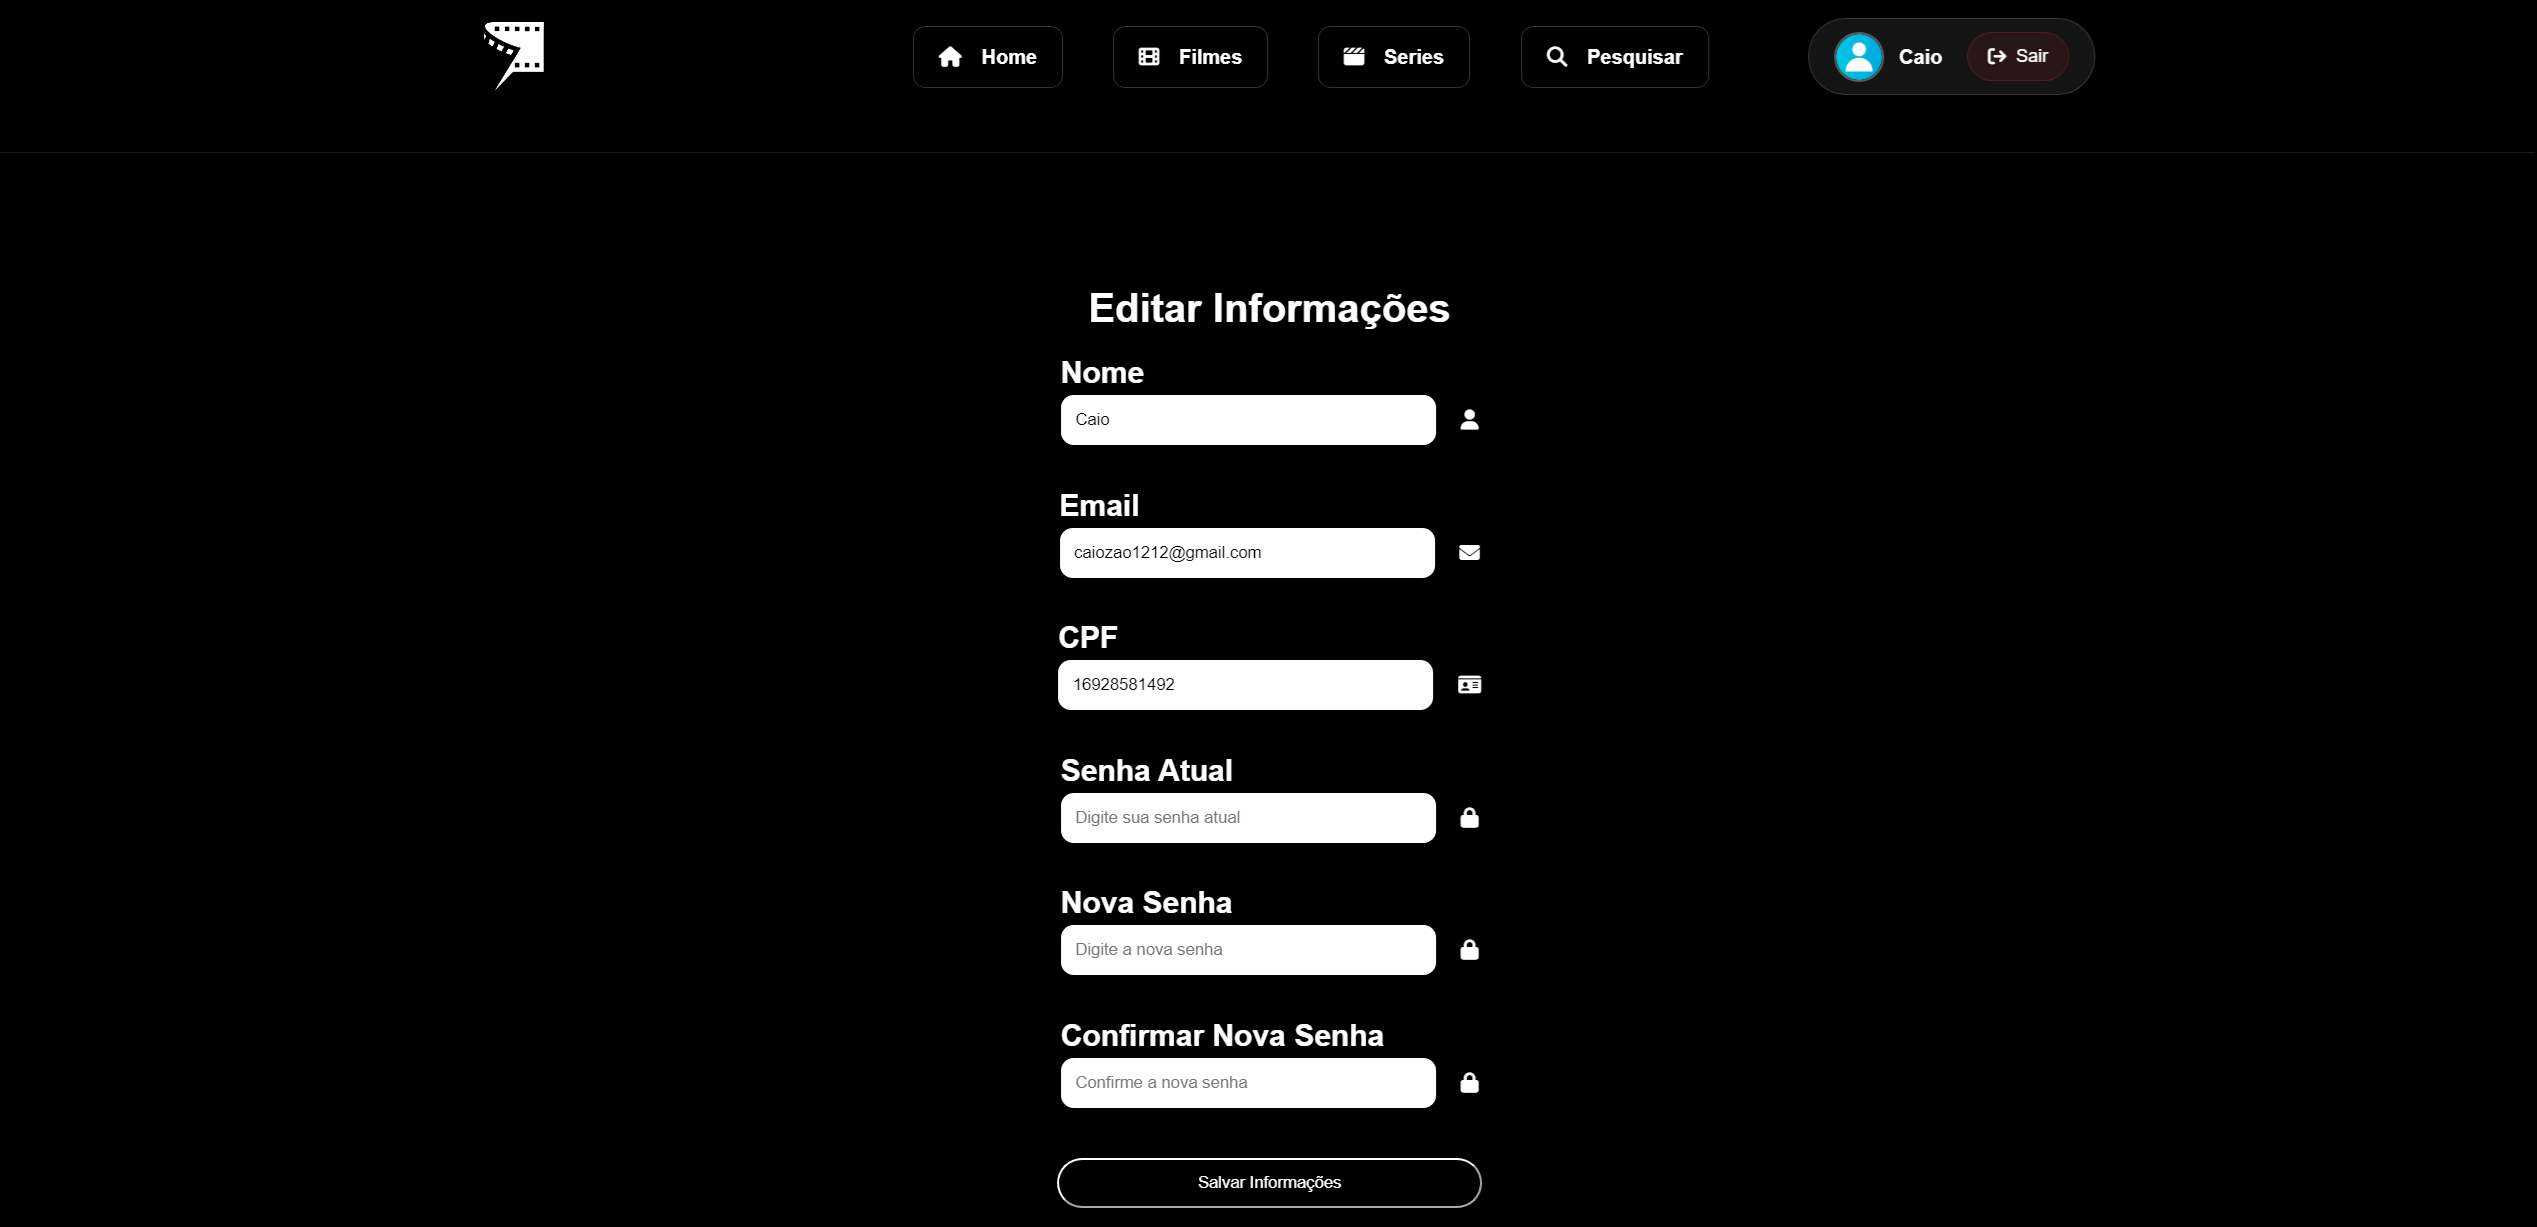 Home
Filmes
Series
Pesquisar
Caio
Sair
Editar Informações
Nome
Caio
Email
caiozao1212@gmail.com
CPF
16928581492
Senha Atual
Digite sua senha atual
Nova Senha
Digite a nova senha
Confirmar Nova Senha
Confirme a nova senha
Salvar Informações